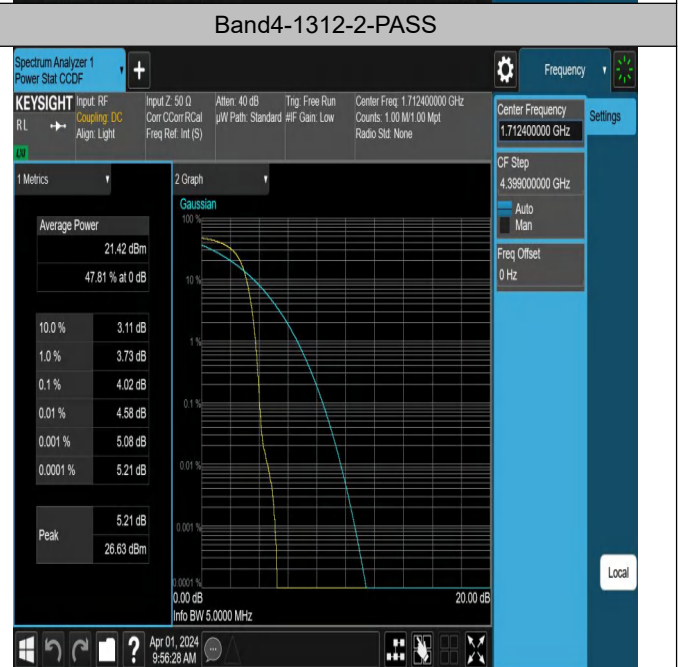 Band4-1312-2-PASS
Spectrum Analyzer 1
Power Stat CCDF
Frequency
KEYSIGHT
RL
Input: RF
Coupling: DC
Align: Light
Input Z: 50 Ω
Corr CCorr RCal
Freq Ref: Int (S)
Atten: 40 dB
µW Path: Standard
Trig: Free Run
#IF Gain: Low
Center Freq: 1.712400000 GHz
Counts: 1.00 M/1.00 Mpt
Radio Std: None
Center Frequency
1.712400000 GHz
Settings
CF Step
4.399000000 GHz
Auto
Man
Freq Offset
0 Hz
1 Metrics
Average Power
21.42 dBm
47.81 % at 0 dB
10.0 % 3.11 dB
1.0 % 3.73 dB
0.1 % 4.02 dB
0.01 % 4.58 dB
0.001 % 5.08 dB
0.0001 % 5.21 dB
Peak
5.21 dB
26.63 dBm
2 Graph
Gaussian
100 %
10 %
1 %
0.1 %
0.01 %
0.001 %
0.0001 %
0.00 dB
20.00 dB
Info BW 5.0000 MHz
Local
?
Apr 01, 2024
9:56:28 AM